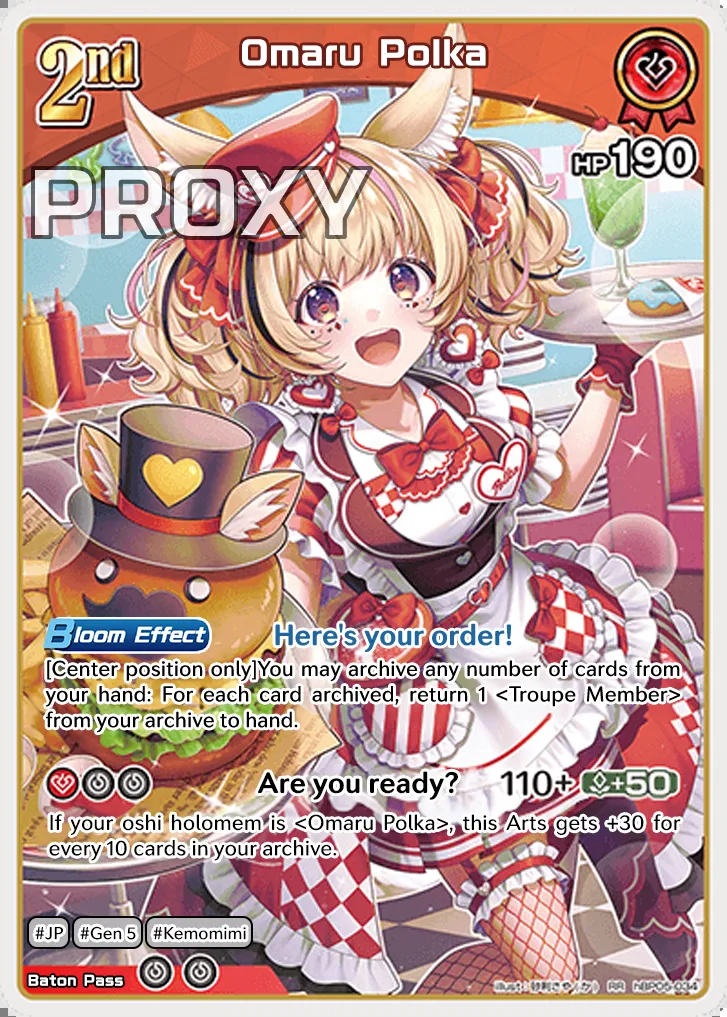 2nd
Omaru Polka
HP190
PROXY
Polka
Bloom Effect Here's your order!
[Center position only]You may archive any number of cards from
your hand: For each card archived, return 1 <Troupe Member>
from your archive to hand.
Are you ready? 110+ +50
If your oshi holomem is <Omaru Polka>, this Arts gets +30 for
every 10 cards in your archive.
#JP #Gen 5 #Kemomimi
Baton Pass
RR hBP05-034